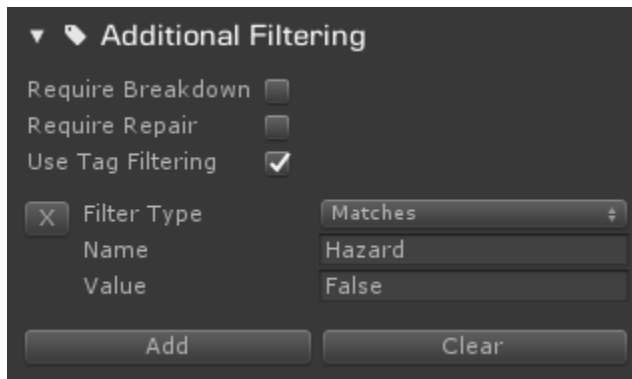 Additional Filtering
Require Breakdown
Require Repair
Use Tag Filtering
X Filter Type Matches
Name Hazard
Value False
Add Clear